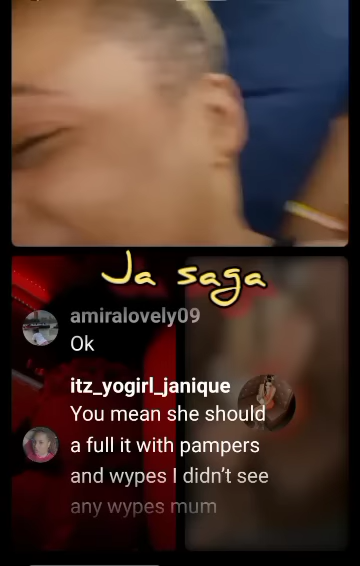 Ja saga
amiralovely09
Ok
itz_yogirl_janique
You mean she should
a full it with pampers
and wypes I didn't see
any wypes mum